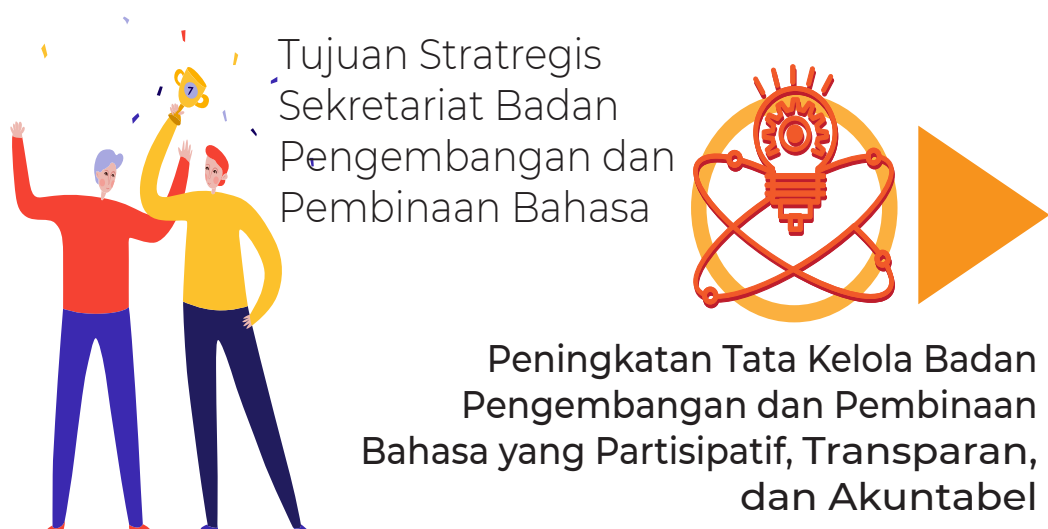 Tujuan Stratregis
Sekretariat Badan
Pengembangan dan
Pembinaan Bahasa
7
Peningkatan Tata Kelola Badan
Pengembangan dan Pembinaan
Bahasa yang Partisipatif, Transparan,
dan Akuntabel